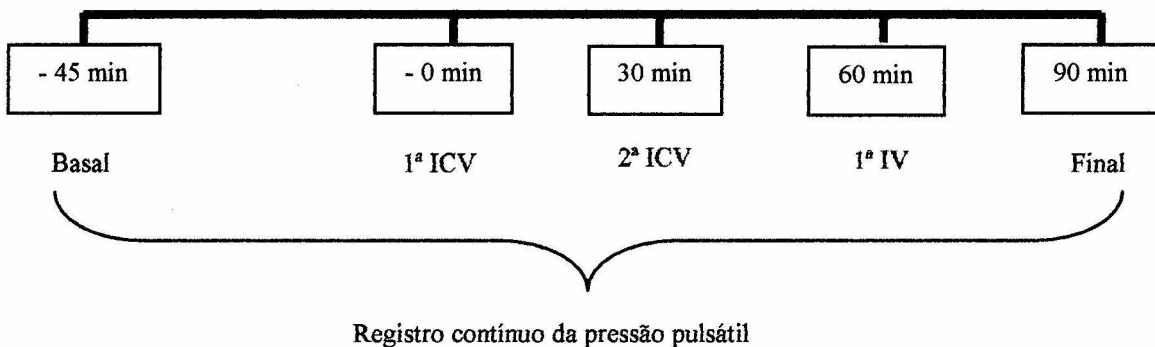 - 45 min - 0 min 30 min 60 min 90 min
Basal 1ª ICV 2ª ICV 1ª IV Final
Registro contínuo da pressão pulsátil